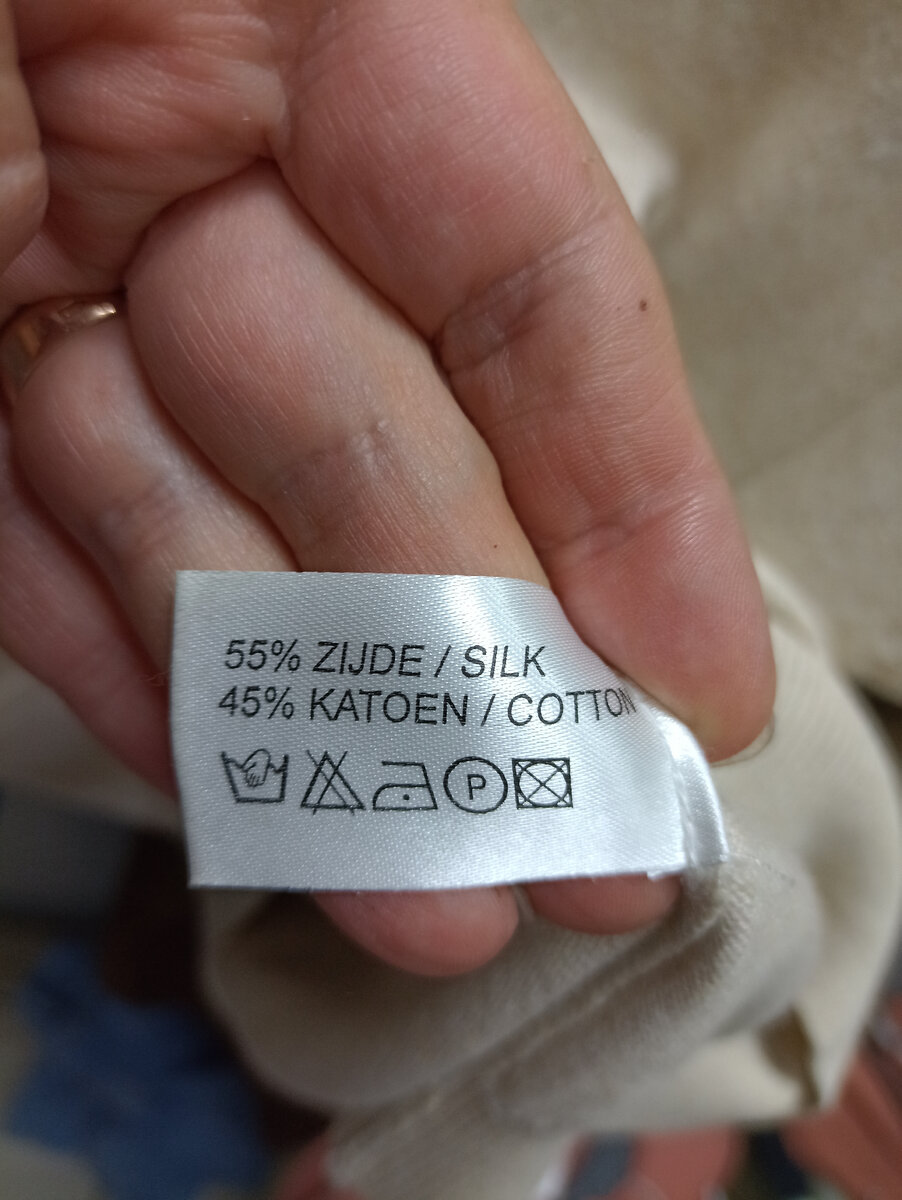 55% ZIJDE / SILK
45% KATOEN / COTTON
P